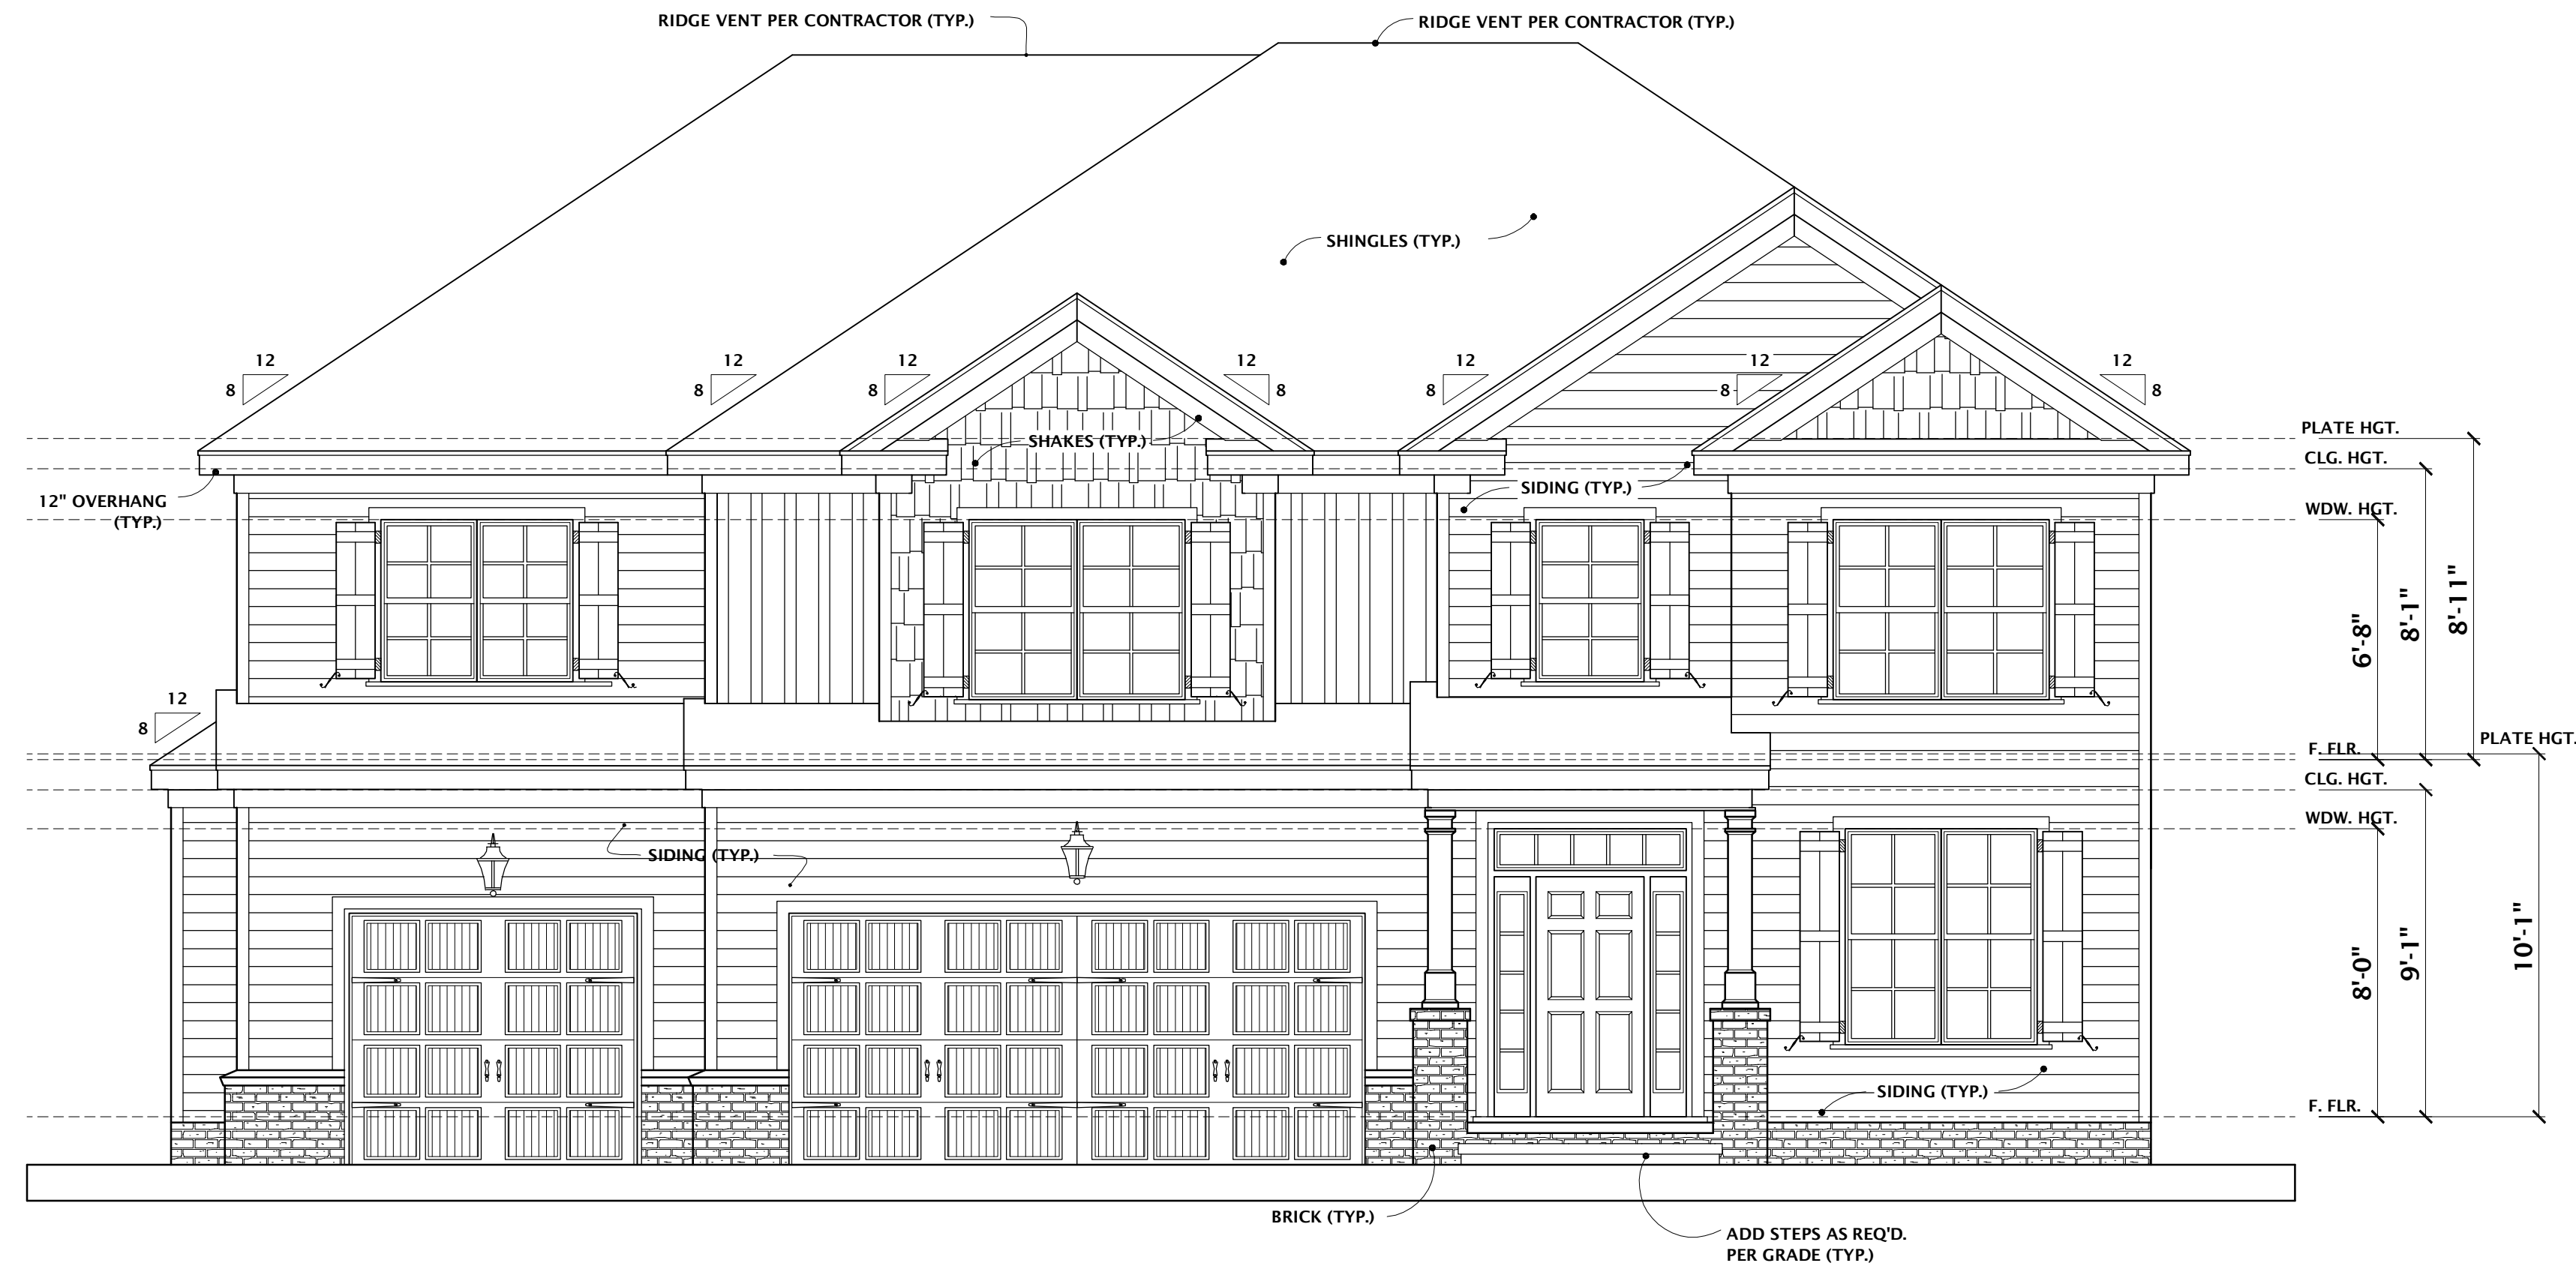 RIDGE VENT PER CONTRACTOR (TYP.)
RIDGE VENT PER CONTRACTOR (TYP.)
SHINGLES (TYP.)
12
8
12
8
12
8
12
8
12
8
12
8
12
8
SHAKES (TYP.)
PLATE HGT.
CLG. HGT.
12" OVERHANG
(TYP.)
SIDING (TYP.)
WDW. HGT.
6'-8"
8'-1"
8'-11"
12
8
F. FLR.
PLATE HGT.
CLG. HGT.
WDW. HGT.
SIDING (TYP.)
8'-0"
9'-1"
10'-1"
SIDING (TYP.)
F. FLR.
BRICK (TYP.)
ADD STEPS AS REQ'D.
PER GRADE (TYP.)